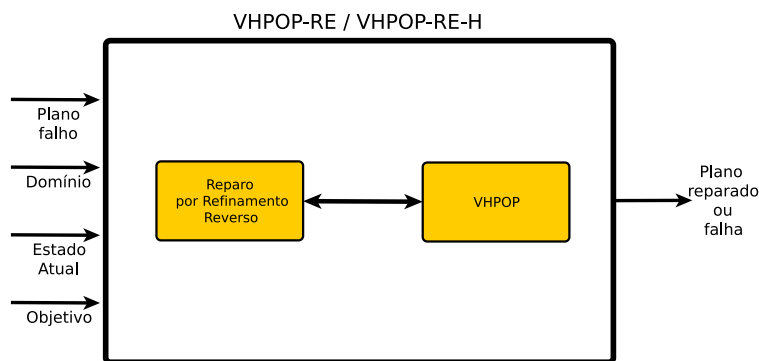 VHPOP-RE / VHPOP-RE-H
Plano
falho
Domínio
Estado
Atual
Objetivo
Reparo
por Refinamento
Reverso
VHPOP
Plano
reparado
ou
falha